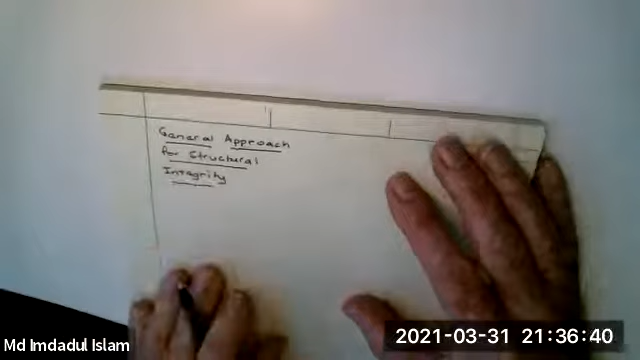 General Approach
for Structural
Integrity
Md Imdadul Islam
2021-03-31 21:36:40